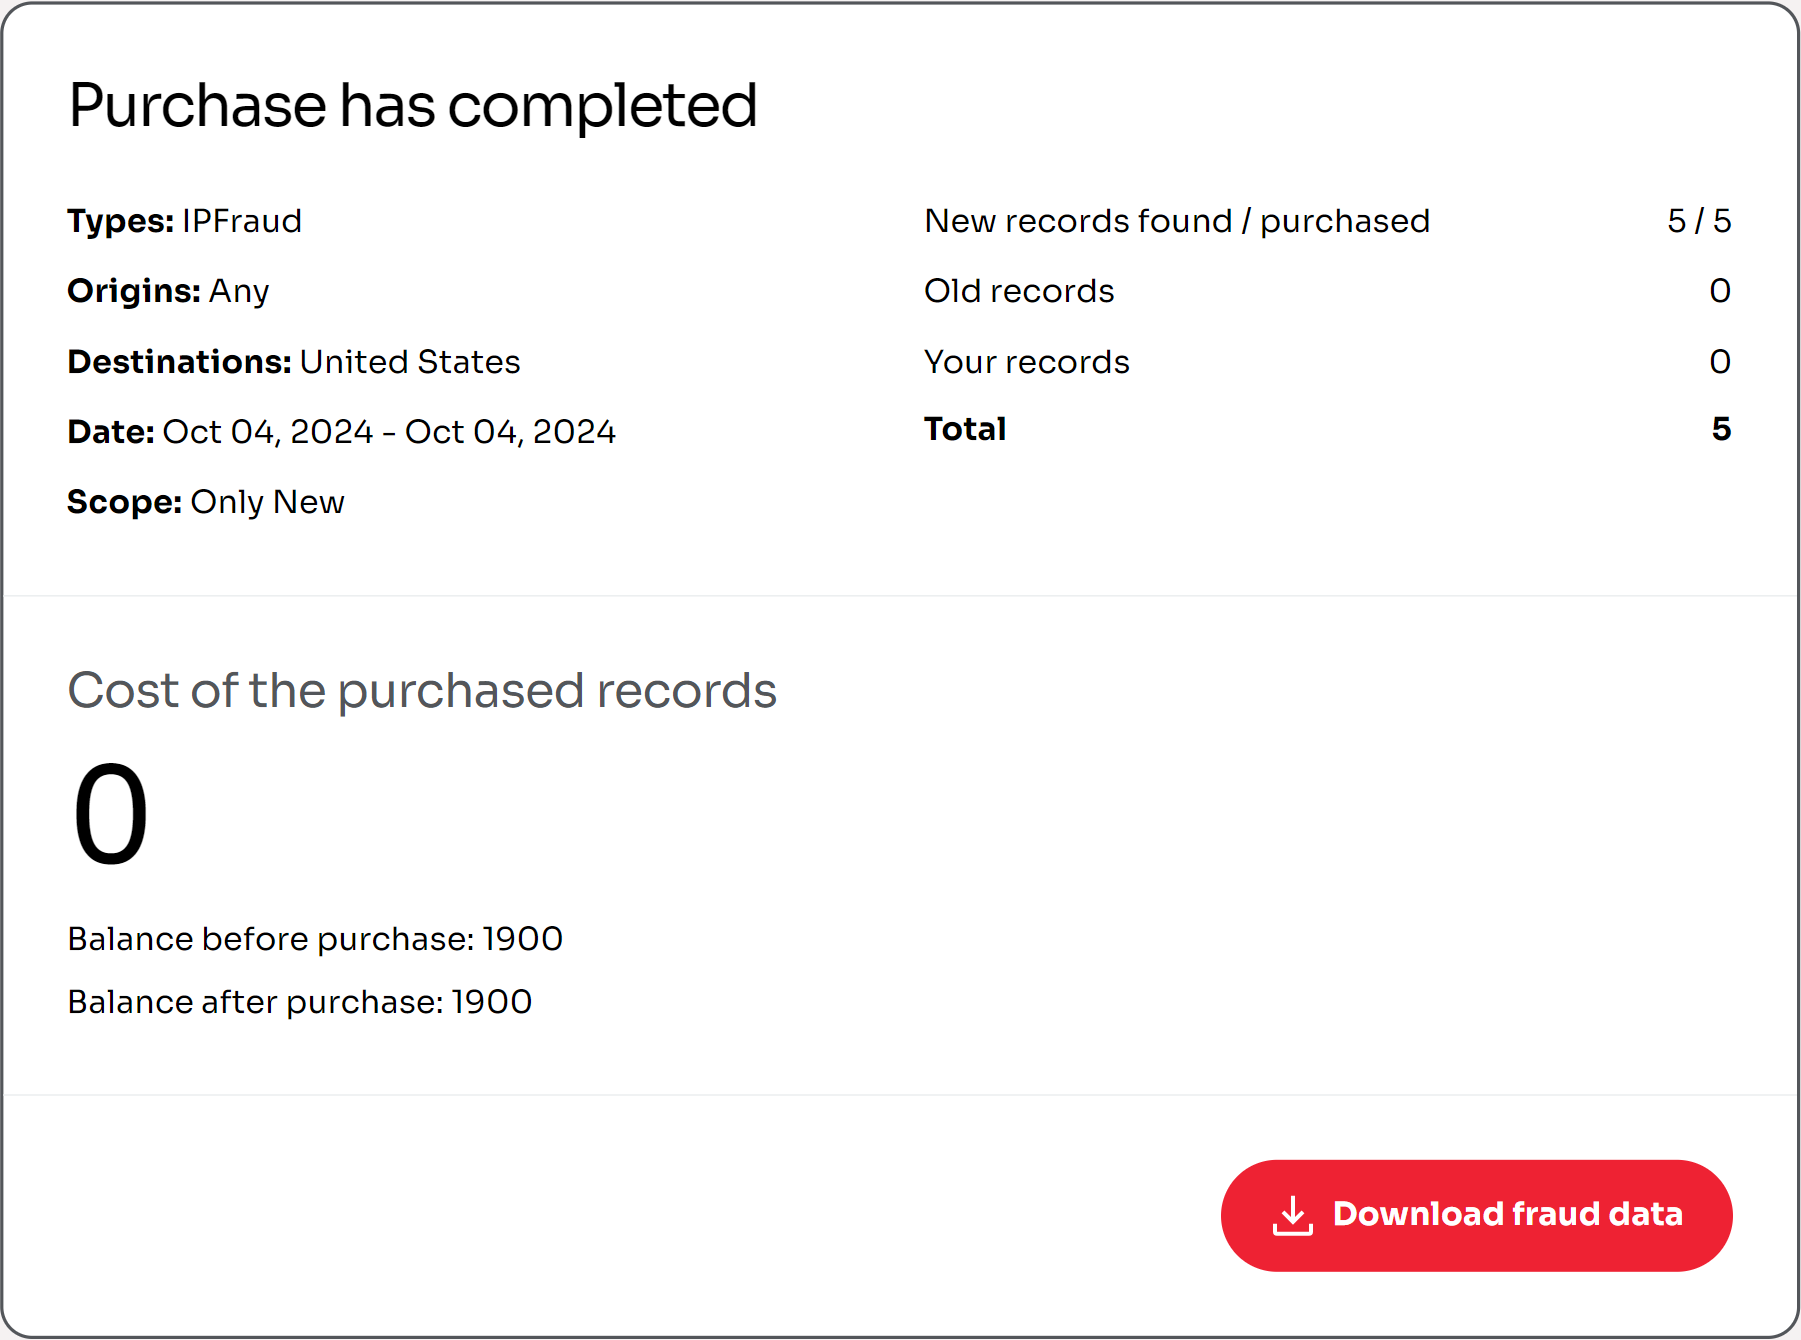 Purchase has completed
Types: IPFraud
Origins: Any
Destinations: United States
Date: Oct 04, 2024 - Oct 04, 2024
Scope: Only New
New records found / purchased 5 / 5
Old records 0
Your records 0
Total 5
Cost of the purchased records
0
Balance before purchase: 1900
Balance after purchase: 1900
Download fraud data